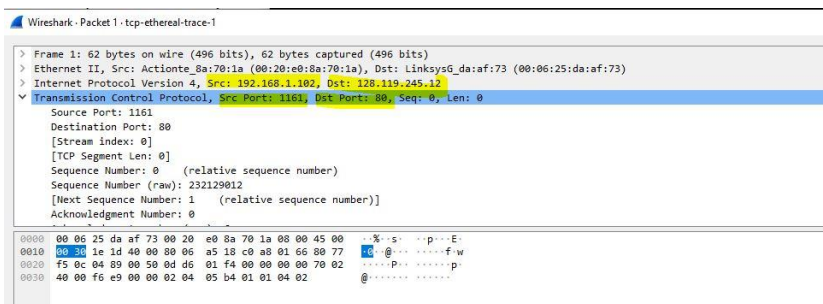 Wireshark · Packet 1 · tcp-ethereal-trace-1
> Frame 1: 62 bytes on wire (496 bits), 62 bytes captured (496 bits)
> Ethernet II, Src: Actionte_8a:70:1a (00:20:e0:8a:70:1a), Dst: LinksysG_da:af:73 (00:06:25:da:af:73)
> Internet Protocol Version 4, Src: 192.168.1.102, Dst: 128.119.245.12
Transmission Control Protocol, Src Port: 1161, Dst Port: 80, Seq: 0, Len: 0
Source Port: 1161
Destination Port: 80
[Stream index: 0]
[TCP Segment Len: 0]
Sequence Number: 0 (relative sequence number)
Sequence Number (raw): 232129012
[Next Sequence Number: 1 (relative sequence number)]
Acknowledgment Number: 0
0000 00 06 25 da af 73 00 20 e0 8a 70 1a 08 00 45 00 ··%··s· ··p···E·
0010 00 30 1e 1d 40 00 80 06 a5 18 c0 a8 01 66 80 77 ·0··@··· ·····f·w
0020 f5 0c 04 89 00 50 0d d6 01 f4 00 00 00 00 70 02 ·····P·· ······p·
0030 40 00 f6 e9 00 00 02 04 05 b4 01 01 04 02 @······· ······